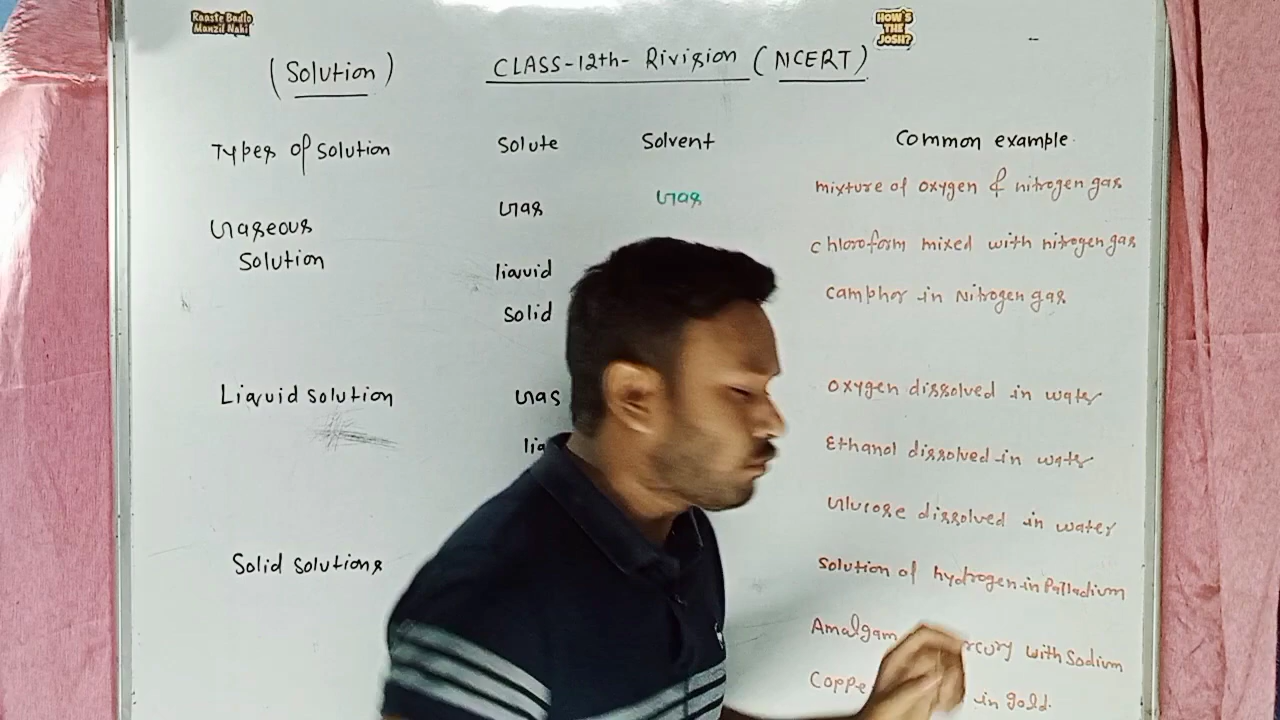 Raaste Badlo
Manzil Nahi
HOW'S
THE
JOSH?
(Solution) CLASS-12th- Rivision (NCERT)
Types of solution Solute Solvent Common example
Gaseous
Solution
Gas Gas mixture of oxygen & nitrogen gas
liquid chloroform mixed with nitrogen gas
Solid camphor in Nitrogen gas
Liquid solution Gas oxygen dissolved in water
Ethanol dissolved in water
Glucose dissolved in water
Solid solutions solution of hydrogen in Palladium
Amalgam with Sodium
in gold.